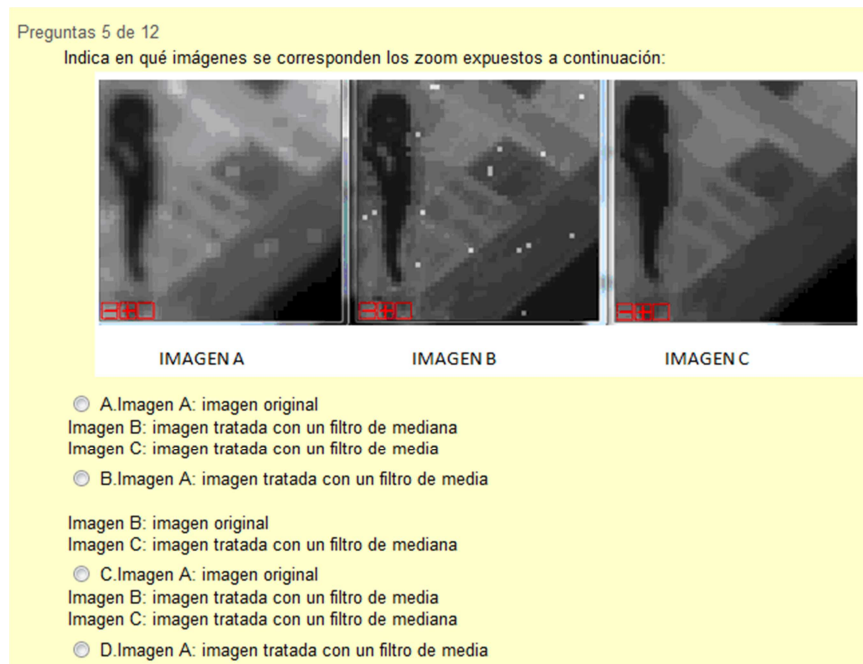 Preguntas 5 de 12
Indica en qué imágenes se corresponden los zoom expuestos a continuación:
IMAGEN A
IMAGEN B
IMAGEN C
A.Imagen A: imagen original
Imagen B: imagen tratada con un filtro de mediana
Imagen C: imagen tratada con un filtro de media
B.Imagen A: imagen tratada con un filtro de media
Imagen B: imagen original
Imagen C: imagen tratada con un filtro de mediana
C.Imagen A: imagen original
Imagen B: imagen tratada con un filtro de media
Imagen C: imagen tratada con un filtro de mediana
D.Imagen A: imagen tratada con un filtro de media